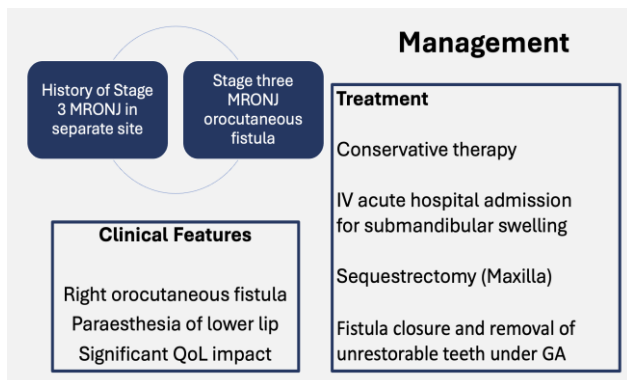 Management
History of Stage
3 MRONJ in
separate site
Stage three
MRONJ
orocutaneous
fistula
Clinical Features
Right orocutaneous fistula
Paraesthesia of lower lip
Significant QoL impact
Treatment
Conservative therapy
IV acute hospital admission
for submandibular swelling
Sequestrectomy (Maxilla)
Fistula closure and removal of
unrestorable teeth under GA